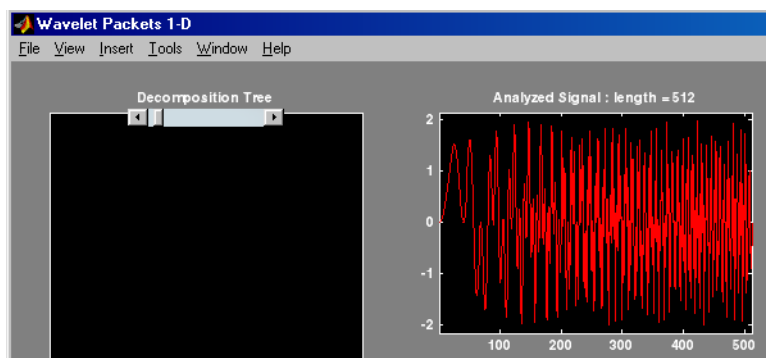 Wavelet Packets 1-D
File View Insert Tools Window Help
Decomposition Tree
Analyzed Signal : length = 512
2
1
0
-1
-2
100 200 300 400 500